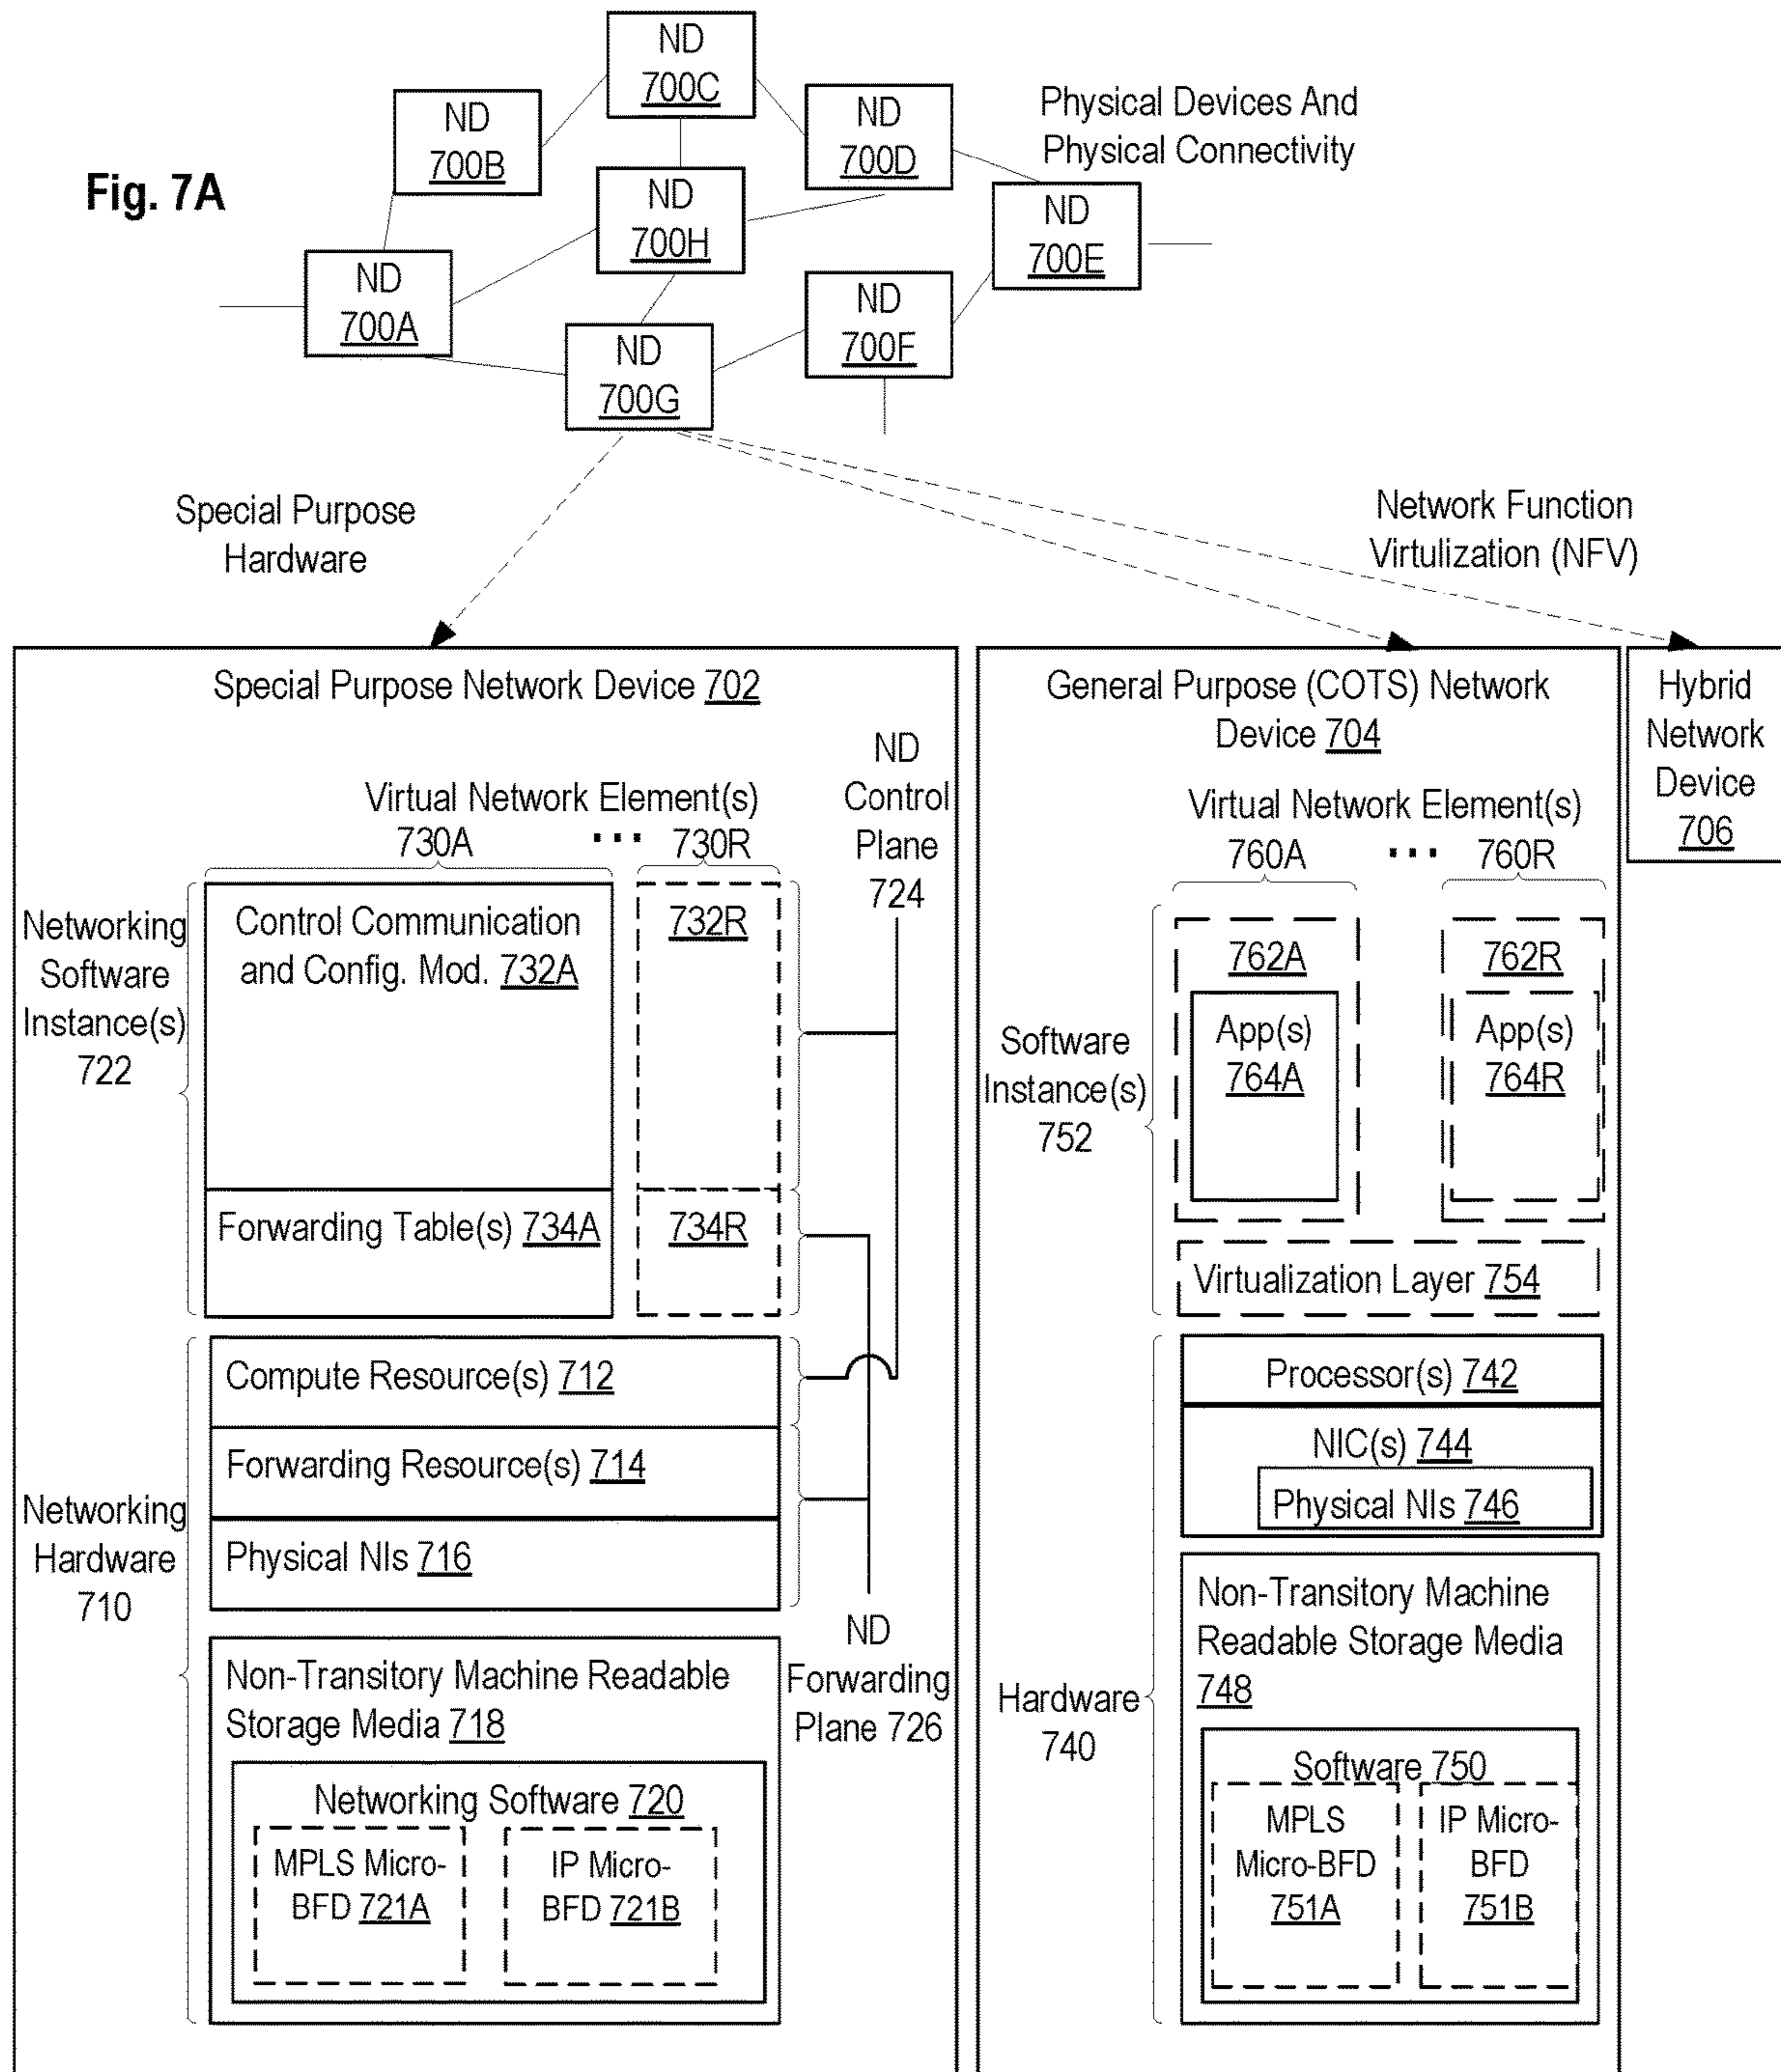 ND
700C
ND
700B
ND
700D
Physical Devices And
Physical Connectivity
Fig. 7A
ND
700H
ND
700E
ND
700A
ND
700F
ND
700G
Special Purpose
Hardware
Network Function
Virtulization (NFV)
Special Purpose Network Device 702
ND
Control
Plane
724
Virtual Network Element(s)
730A
...
730R
Networking
Software
Instance(s)
722
Control Communication
and Config. Mod. 732A
732R
Forwarding Table(s) 734A
734R
Networking
Hardware
710
Compute Resource(s) 712
Forwarding Resource(s) 714
Physical NIs 716
ND
Forwarding
Plane 726
Non-Transitory Machine Readable
Storage Media 718
Networking Software 720
MPLS Micro-
BFD 721A
IP Micro-
BFD 721B
General Purpose (COTS) Network
Device 704
Virtual Network Element(s)
760A
...
760R
Software
Instance(s)
752
762A
App(s)
764A
762R
App(s)
764R
Virtualization Layer 754
Hardware
740
Processor(s) 742
NIC(s) 744
Physical NIs 746
Non-Transitory Machine
Readable Storage Media
748
Software 750
MPLS
Micro-BFD
751A
IP Micro-
BFD
751B
Hybrid
Network
Device
706